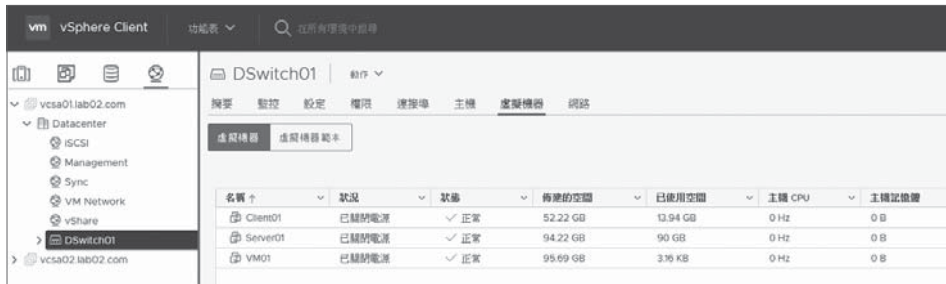 vm vSphere Client 功能表 在所有環境中搜尋
DSwitch01 動作
摘要 監控 設定 權限 連接埠 主機 虛擬機器 網路
虛擬機器 虛擬機器範本
vcsa01.lab02.com
Datacenter
iSCSI
Management
Sync
VM Network
vShare
DSwitch01
vcsa02.lab02.com
名稱 狀況 狀態 佈建的空間 已使用空間 主機 CPU 主機記憶體
Client01 已關閉電源 正常 52.22 GB 13.94 GB 0 Hz 0 B
Server01 已關閉電源 正常 94.22 GB 90 GB 0 Hz 0 B
VM01 已關閉電源 正常 95.69 GB 3.16 KB 0 Hz 0 B